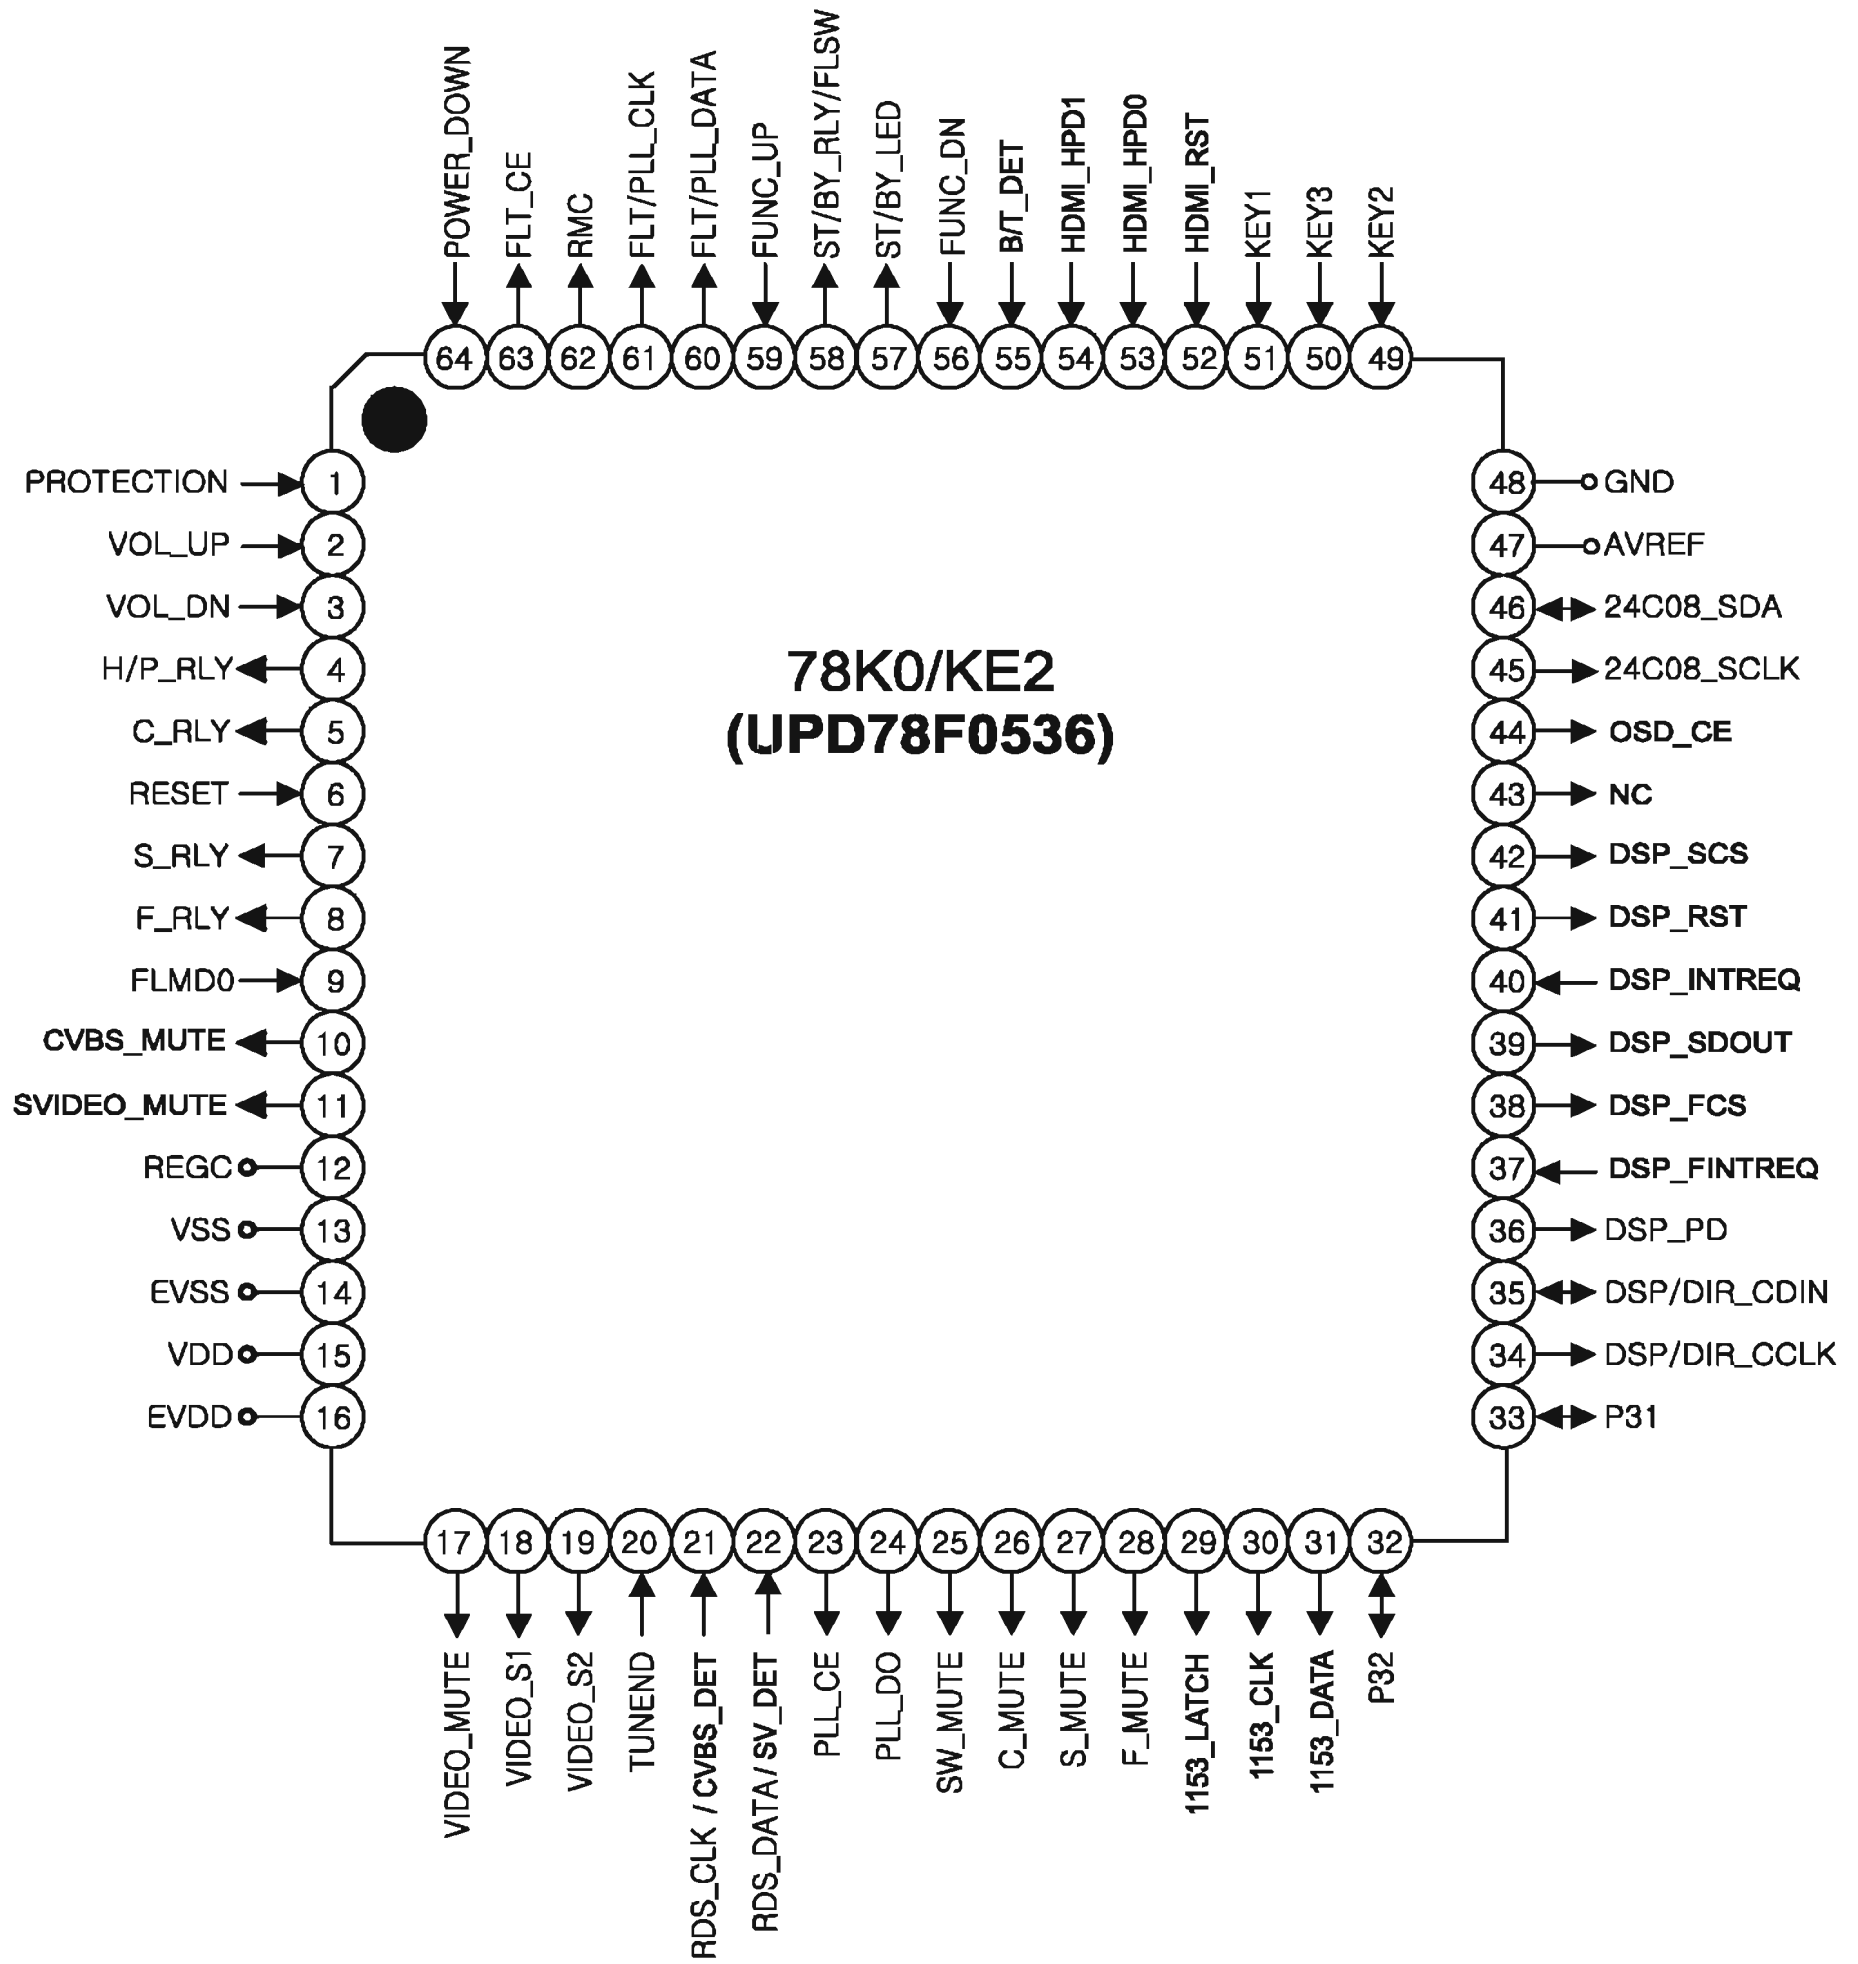 POWER_DOWN
FLT_CE
RMC
FLT/PLL_CLK
FLT/PLL_DATA
FUNC_UP
ST/BY_RLY/FLSW
ST/BY_LED
FUNC_DN
B/T_DET
HDMI_HPD1
HDMI_HPD0
HDMI_RST
KEY1
KEY3
KEY2
64 63 62 61 60 59 58 57 56 55 54 53 52 51 50 49
PROTECTION 1
VOL_UP 2
VOL_DN 3
H/P_RLY 4
C_RLY 5
RESET 6
S_RLY 7
F_RLY 8
FLMD0 9
CVBS_MUTE 10
SVIDEO_MUTE 11
REGC 12
VSS 13
EVSS 14
VDD 15
EVDD 16
78K0/KE2
(UPD78F0536)
48 GND
47 AVREF
46 24C08_SDA
45 24C08_SCLK
44 OSD_CE
43 NC
42 DSP_SCS
41 DSP_RST
40 DSP_INTREQ
39 DSP_SDOUT
38 DSP_FCS
37 DSP_FINTREQ
36 DSP_PD
35 DSP/DIR_CDIN
34 DSP/DIR_CCLK
33 P31
17 18 19 20 21 22 23 24 25 26 27 28 29 30 31 32
VIDEO_MUTE
VIDEO_S1
VIDEO_S2
TUNEND
RDS_CLK / CVBS_DET
RDS_DATA/ SV_DET
PLL_CE
PLL_DO
SW_MUTE
C_MUTE
S_MUTE
F_MUTE
1153_LATCH
1153_CLK
1153_DATA
P32